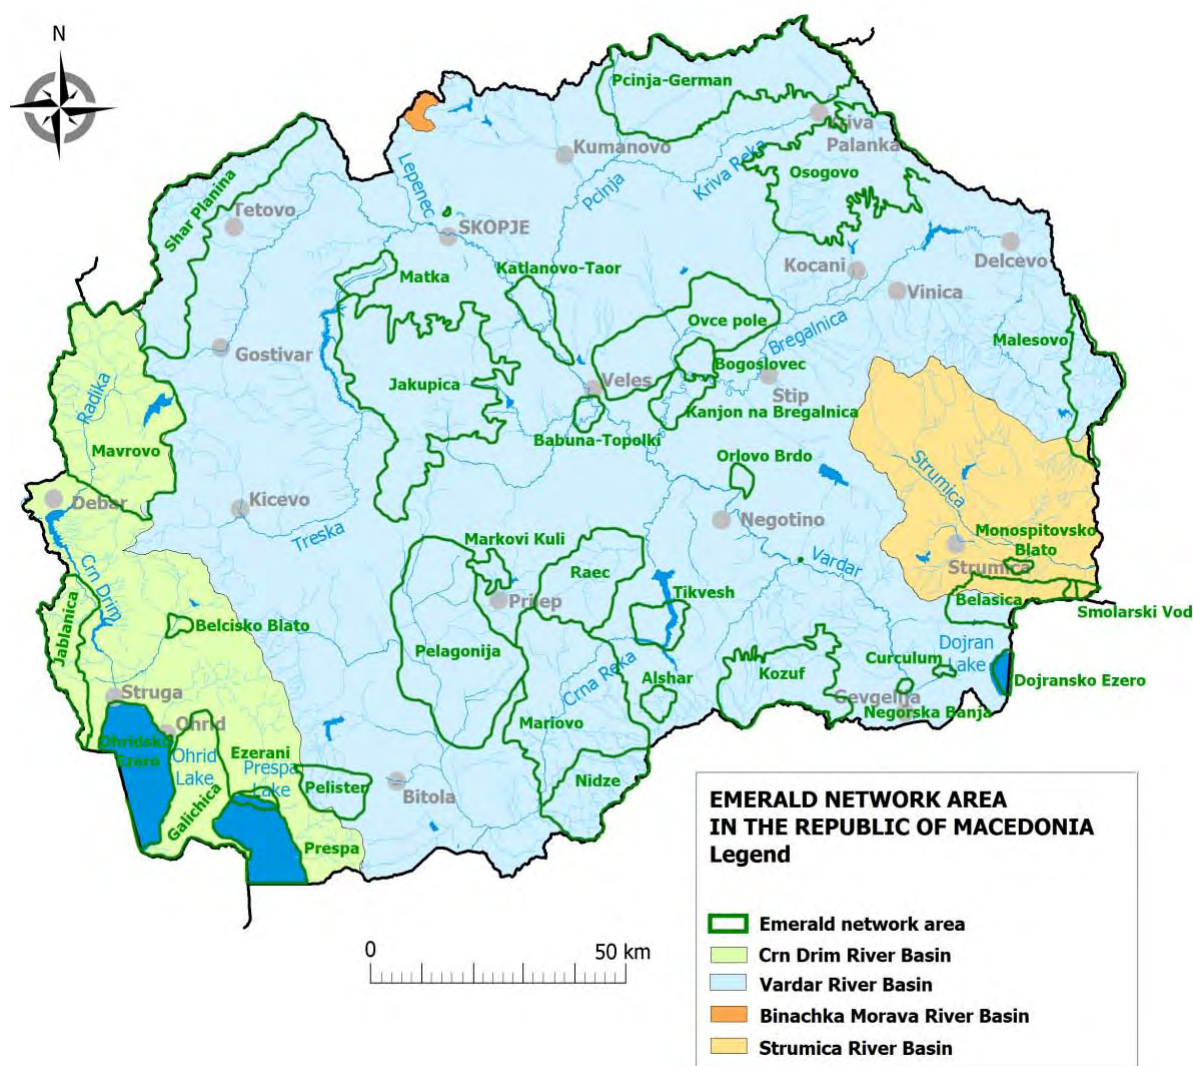 N
Pcinja-German
Kriva
Palanka
Kumanovo
Kriva Reka
Pcinja
Osogovo
Lepenec
Shar Planina
Tetovo
SKOPJE
Matka
Katlanovo-Taor
Kocani
Delcevo
Vinica
Ovce pole
Bregalnica
Malesovo
Gostivar
Bogoslovec
Stip
Radika
Jakupica
Veles
Kanjon na Bregalnica
Babuna-Topolki
Mavrovo
Orlovo Brdo
Strumica
Debar
Kicevo
Negotino
Treska
Monospitovsko
Blato
Markovi Kuli
Vardar
Strumica
Crn Drim
Raec
Tikvesh
Prilep
Belasica
Smolarski Vod
Jablanica
Belcisko Blato
Pelagonija
Crna Reka
Alshar
Kozuf
Curculum
Dojran
Lake
Dojransko Ezero
Struga
Gevgelija
Negorska Banja
Ohrid
Mariovo
Ohridsko
Ezero
Ohrid
Lake
Ezerani
Prespa
Lake
Pelister
Bitola
Nidze
Galichica
Prespa
EMERALD NETWORK AREA
IN THE REPUBLIC OF MACEDONIA
Legend
Emerald network area
Crn Drim River Basin
Vardar River Basin
Binachka Morava River Basin
Strumica River Basin
0 50 km